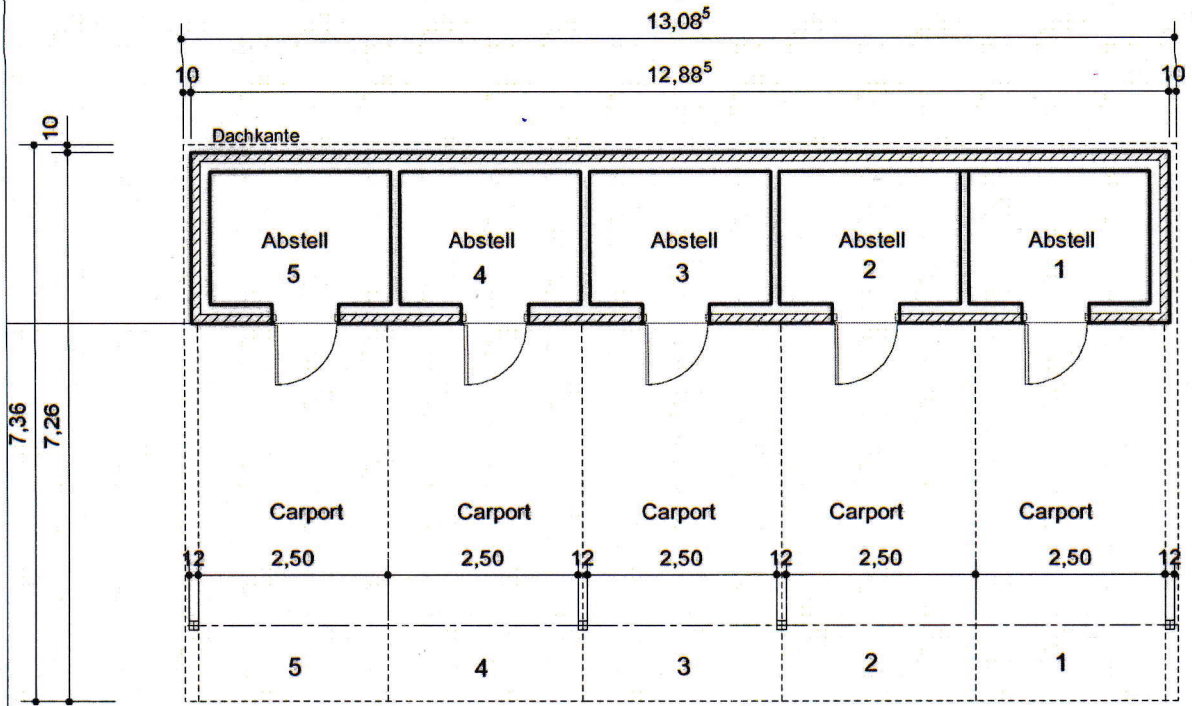 13,08⁵
10 12,88⁵ 10
10
Dachkante
Abstell Abstell Abstell Abstell Abstell
5 4 3 2 1
7,36
7,26
Carport Carport Carport Carport Carport
12 2,50 2,50 12 2,50 12 2,50 2,50 12
5 4 3 2 1